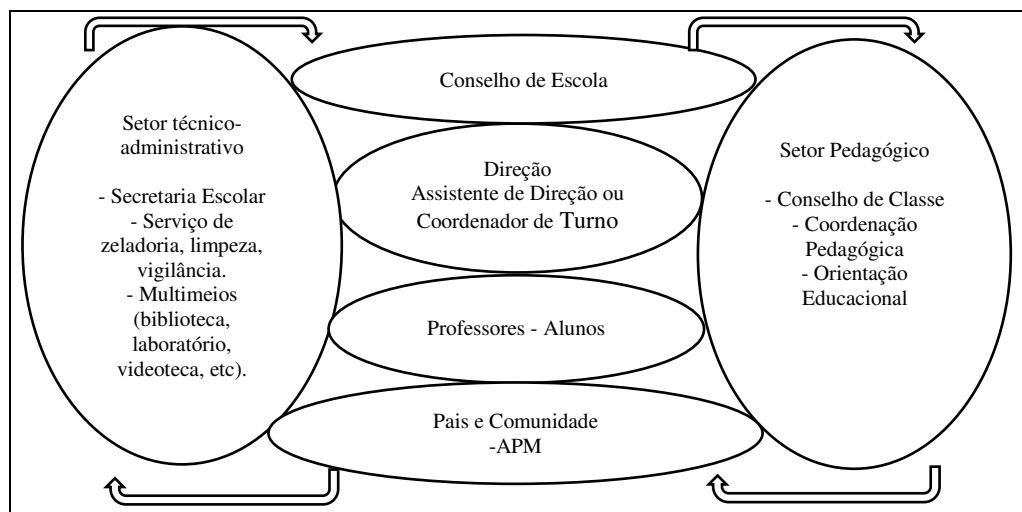 Conselho de Escola
Setor técnico-
administrativo
- Secretaria Escolar
- Serviço de
zeladoria, limpeza,
vigilância.
- Multimeios
(biblioteca,
laboratório,
videoteca, etc).
Direção
Assistente de Direção ou
Coordenador de Turno
Professores - Alunos
Pais e Comunidade
-APM
Setor Pedagógico
- Conselho de Classe
- Coordenação
Pedagógica
- Orientação
Educacional